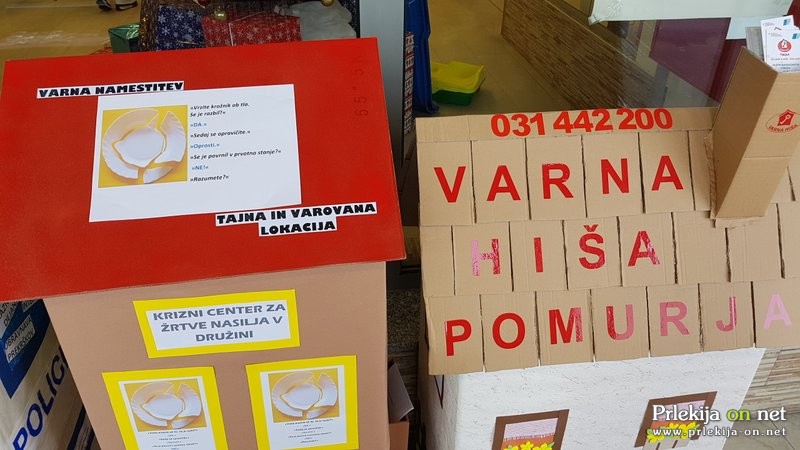 VARNA NAMESTITEV
»Vrzite krožnik ob tla.
Se je razbil?«
»DA.«
»Sedaj se opravičite.«
»Oprosti.«
»Se je povrnil v prvotno stanje?«
»NE!«
»Razumete?«
TAJNA IN VAROVANA
LOKACIJA
KRIZNI CENTER ZA
ŽRTVE NASILJA V
DRUŽINI
POLIC
031 442 200
VARNA
HIŠA
POMURJA
Prlekija on net
www.prlekija-on.net